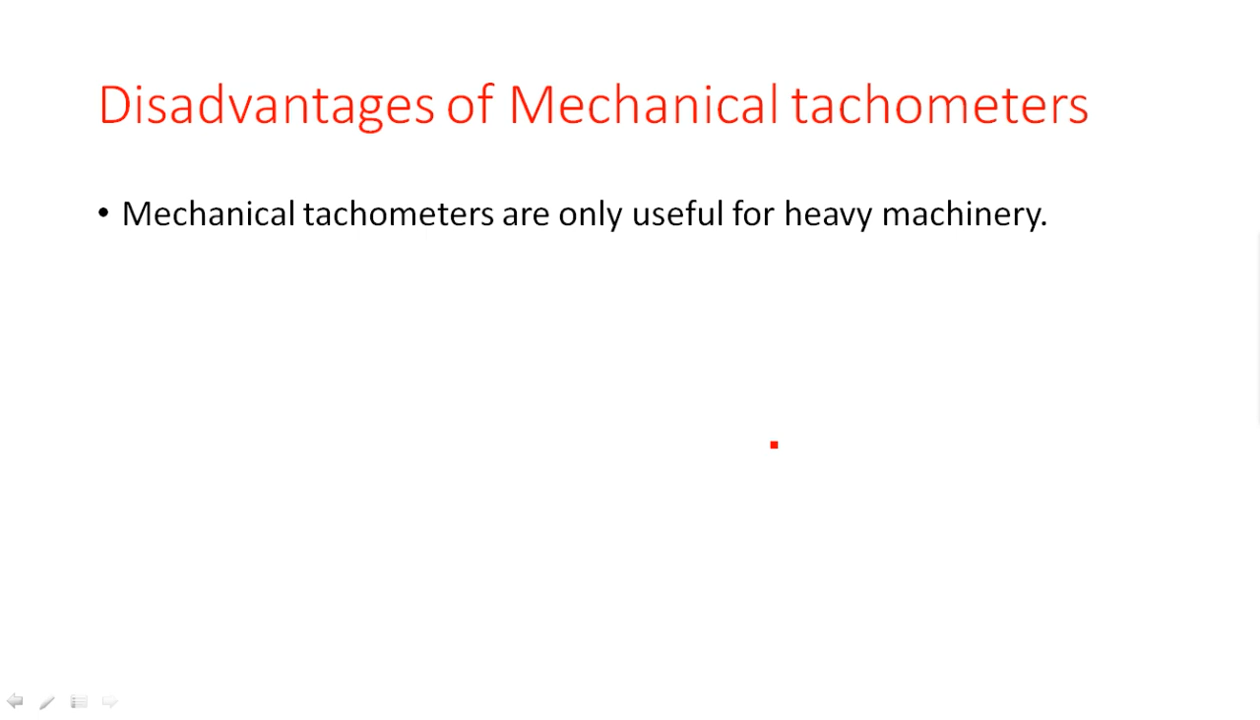 Disadvantages of Mechanical tachometers
• Mechanical tachometers are only useful for heavy machinery.